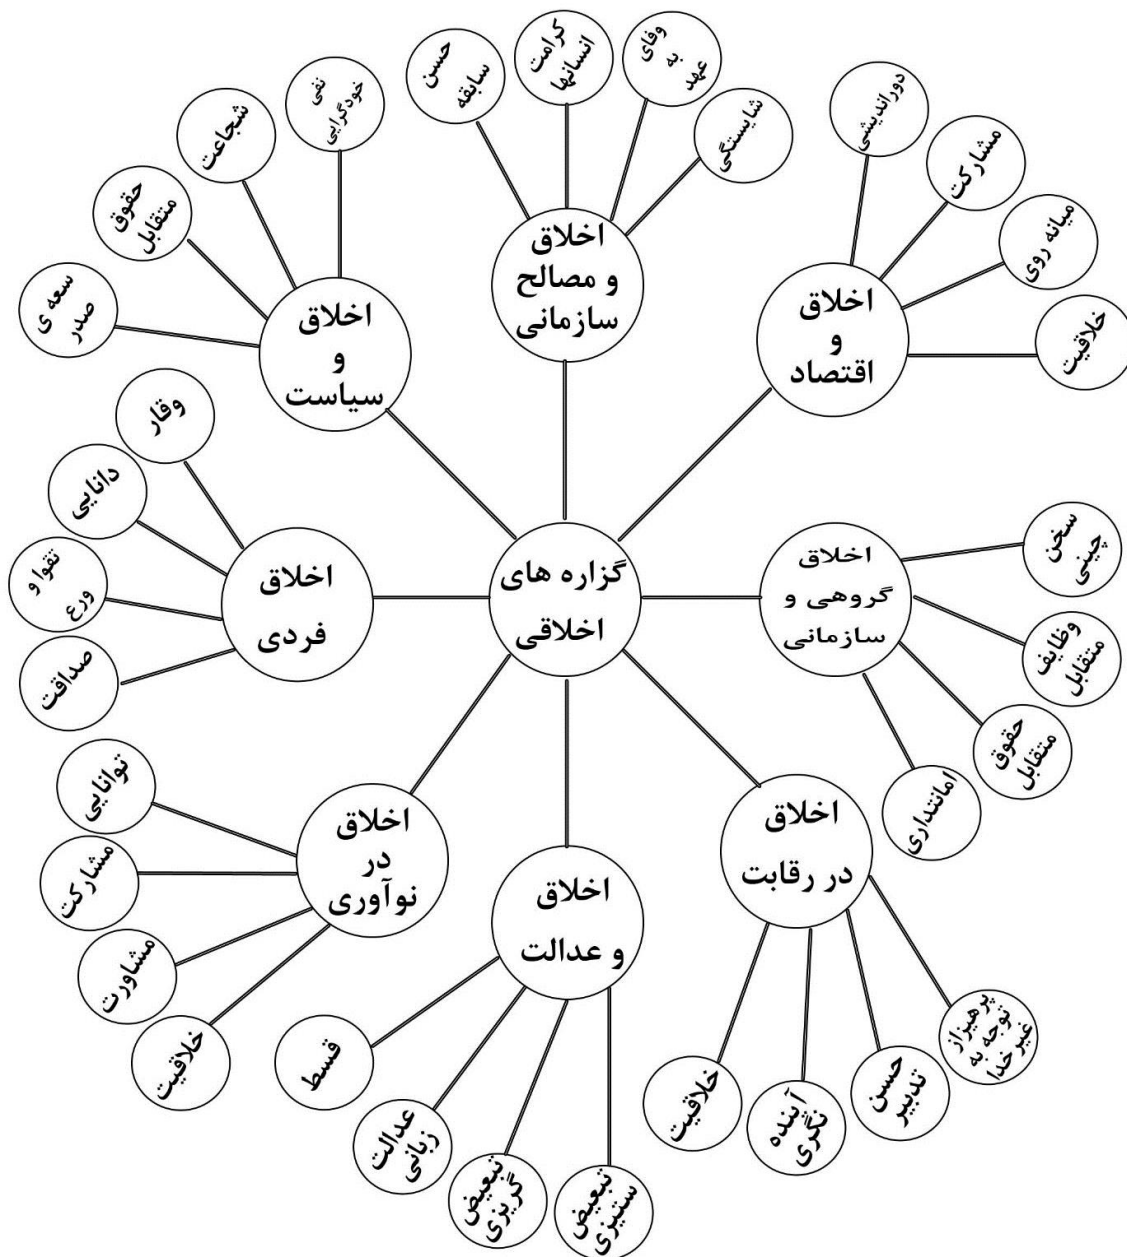 گزاره های
اخلاقی
اخلاق
و مصالح
سازمانی
حسن
سابقه
کرامت
انسانها
وفای
به
عهد
شایستگی
اخلاق
و
اقتصاد
دوراندیشی
مشارکت
میانه روی
خلاقیت
اخلاق
گروهی و
سازمانی
سخن
چینی
وظایف
متقابل
حقوق
متقابل
امانتداری
اخلاق
در رقابت
پرهیز از
توجه به
غیر خدا
حسن
تدبیر
آینده
نگری
خلاقیت
اخلاق
و عدالت
تبعیض
ستیزی
تبعیض
گریزی
عدالت
زبانی
قسط
اخلاق
در
نوآوری
خلاقیت
مشاورت
مشارکت
توانایی
اخلاق
فردی
صداقت
تقوا و
ورع
دانایی
وقار
اخلاق
و
سیاست
سعه ی
صدر
حقوق
متقابل
شجاعت
نفی
خودگرایی